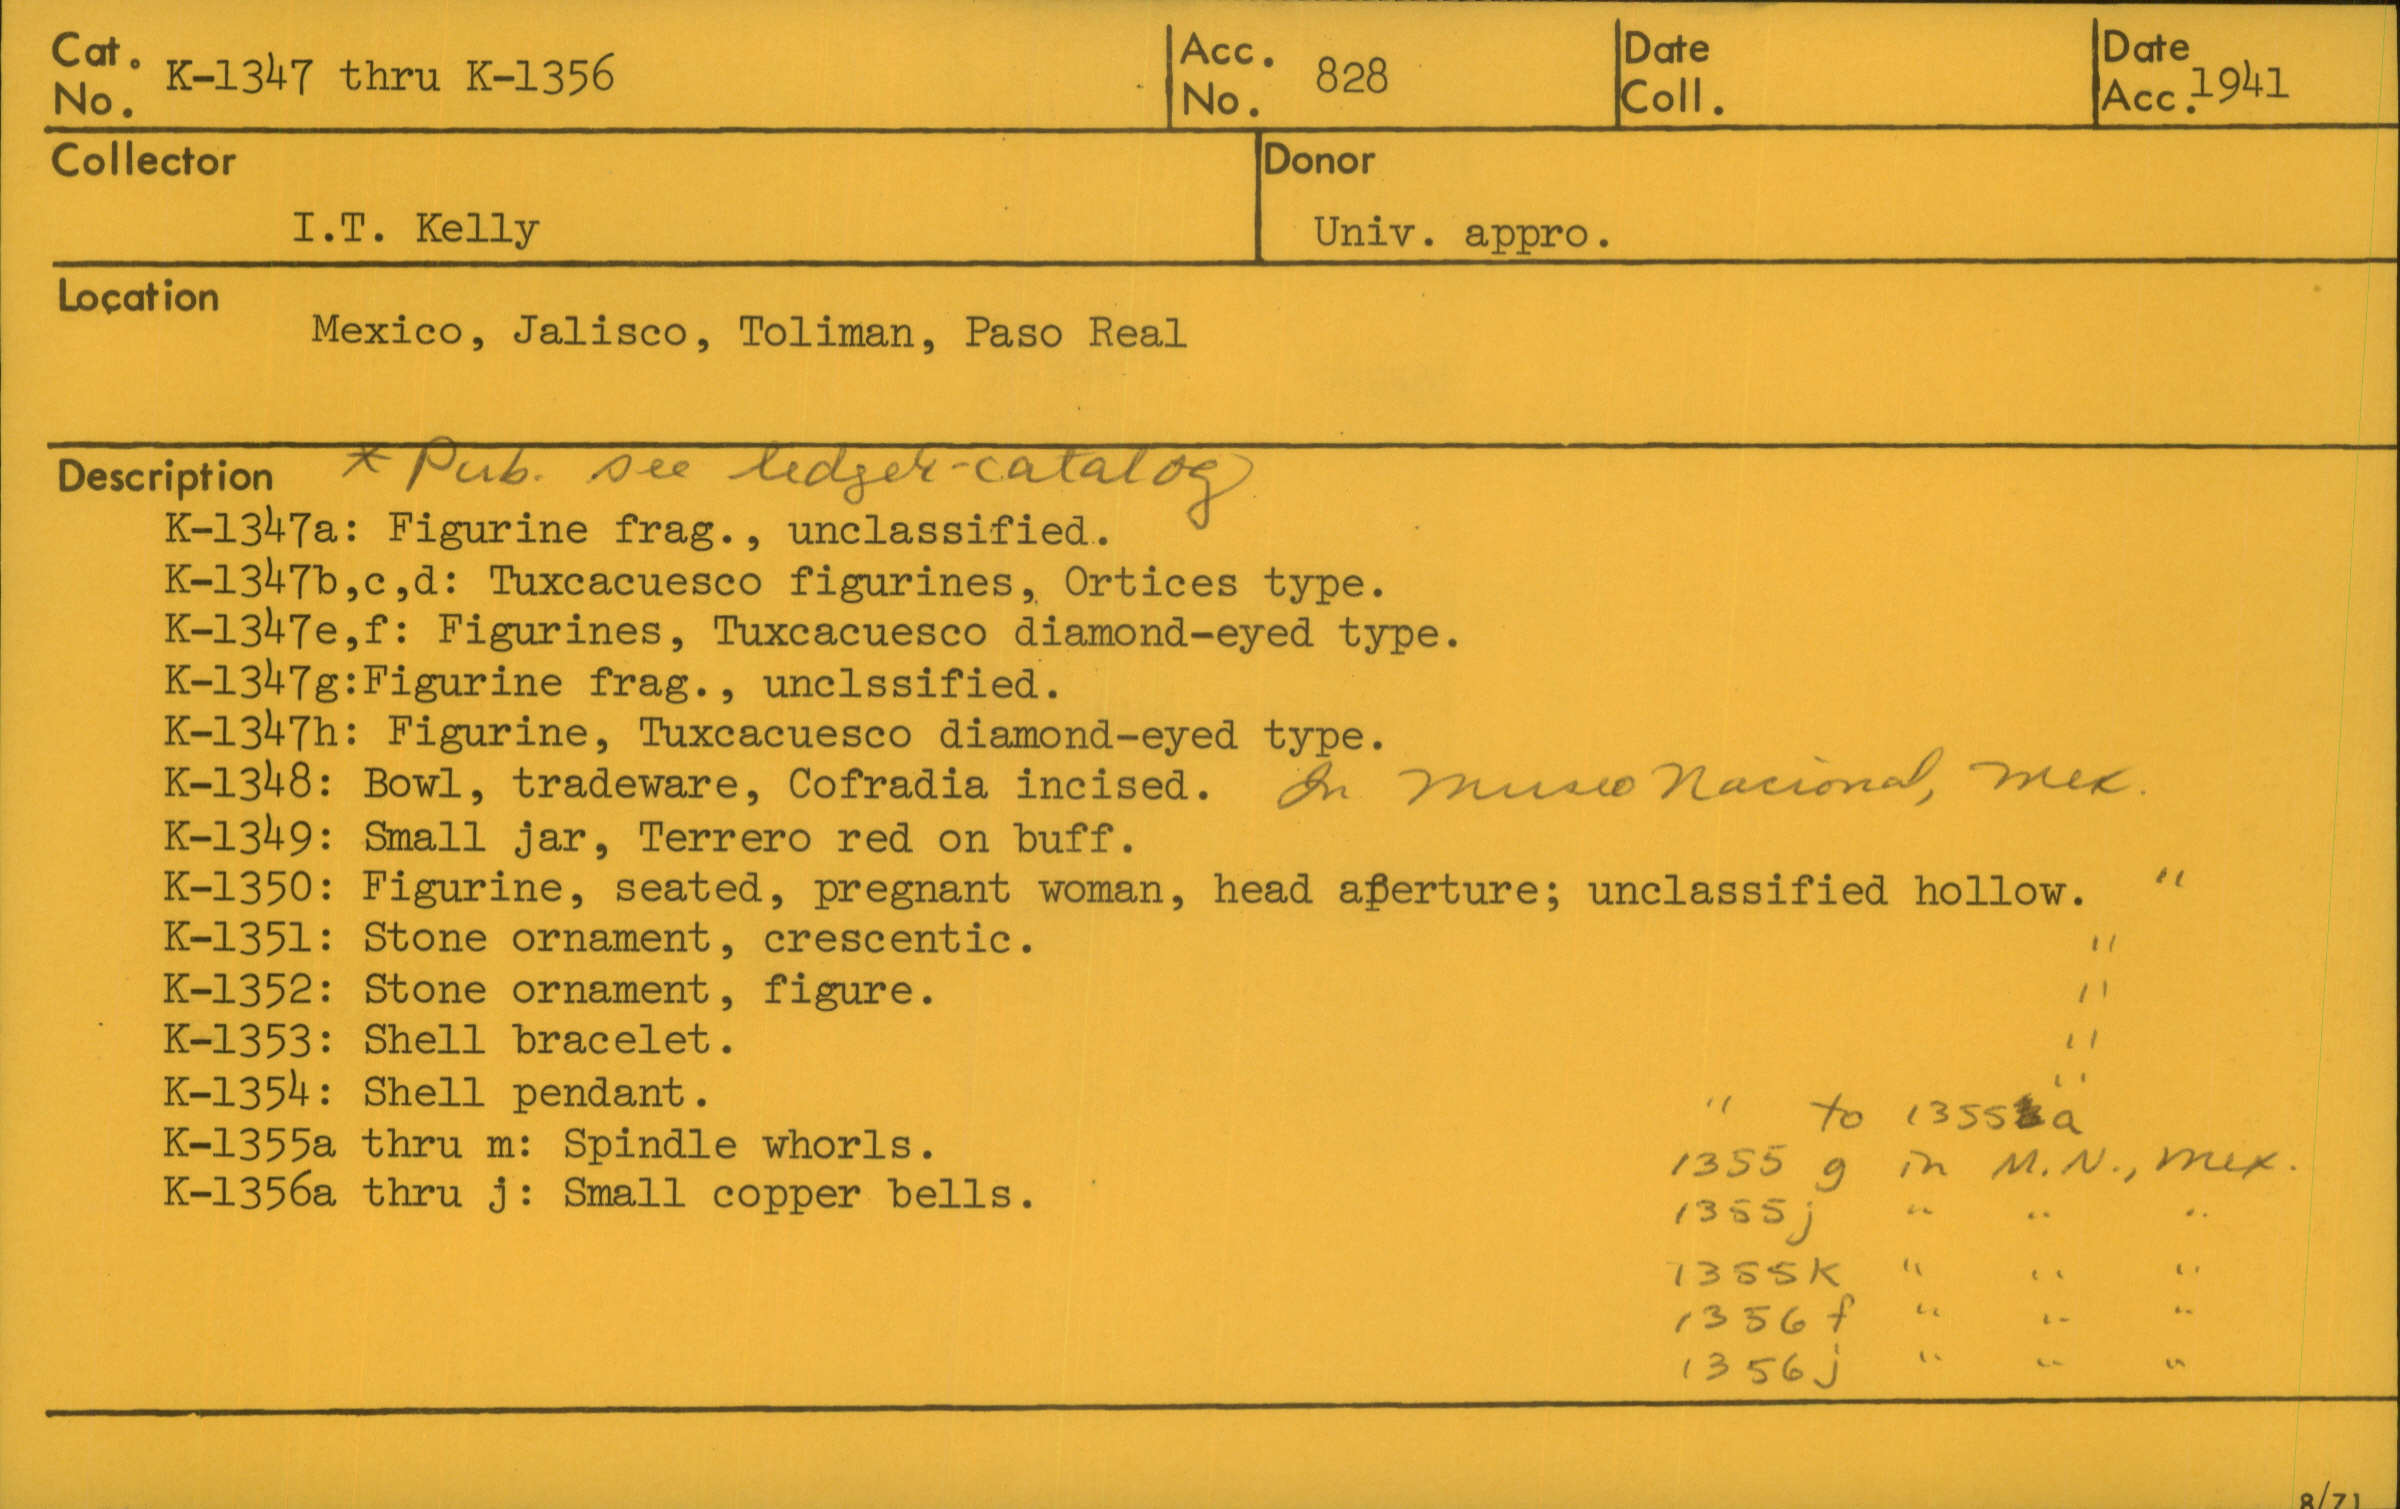 Cat. No. K-1347 thru K-1356 Acc. No. 828 Date Coll. Date Acc. 1941
Collector Donor
I.T. Kelly Univ. appro.
Location
Mexico, Jalisco, Toliman, Paso Real
Description * Pub. see ledger-catalog
K-1347a: Figurine frag., unclassified.
K-1347b,c,d: Tuxcacuesco figurines, Ortices type.
K-1347e,f: Figurines, Tuxcacuesco diamond-eyed type.
K-1347g:Figurine frag., unclssified.
K-1347h: Figurine, Tuxcacuesco diamond-eyed type.
K-1348: Bowl, tradeware, Cofradia incised. In Museo Nacional, Mex.
K-1349: Small jar, Terrero red on buff.
K-1350: Figurine, seated, pregnant woman, head aperture; unclassified hollow. "
K-1351: Stone ornament, crescentic. "
K-1352: Stone ornament, figure. "
K-1353: Shell bracelet. "
K-1354: Shell pendant. "
" to 1355a
K-1355a thru m: Spindle whorls.
1355 g in M.N., Mex.
K-1356a thru j: Small copper bells.
1355j " " "
1355k " " "
1356f " " "
1356j " " "
8/71